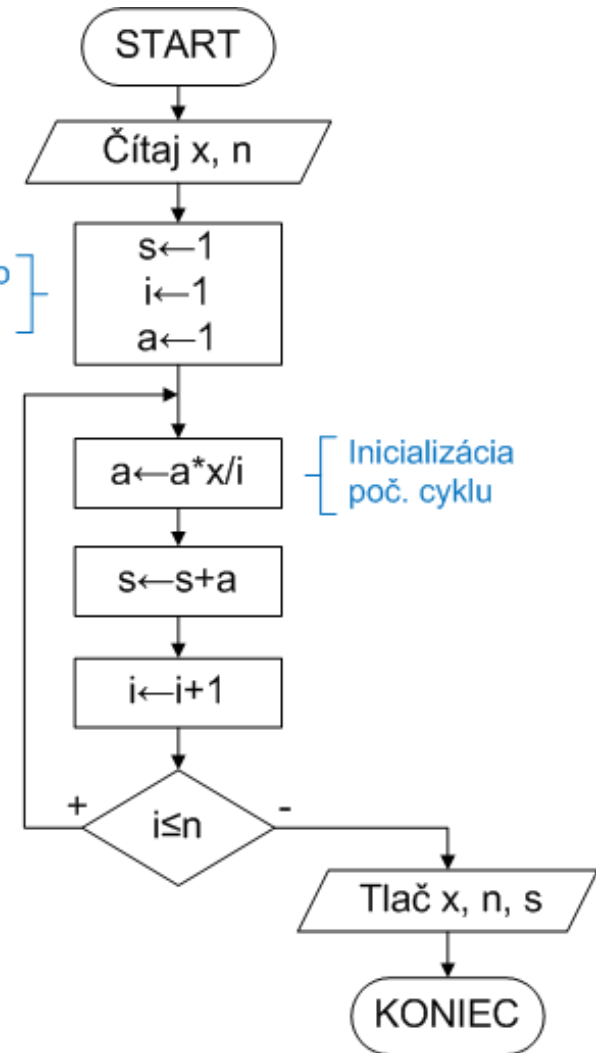 START
Čítaj x, n
s←1
i←1
a←1
a←a*x/i
Inicializácia
poč. cyklu
s←s+a
i←i+1
+
i≤n
-
Tlač x, n, s
KONIEC